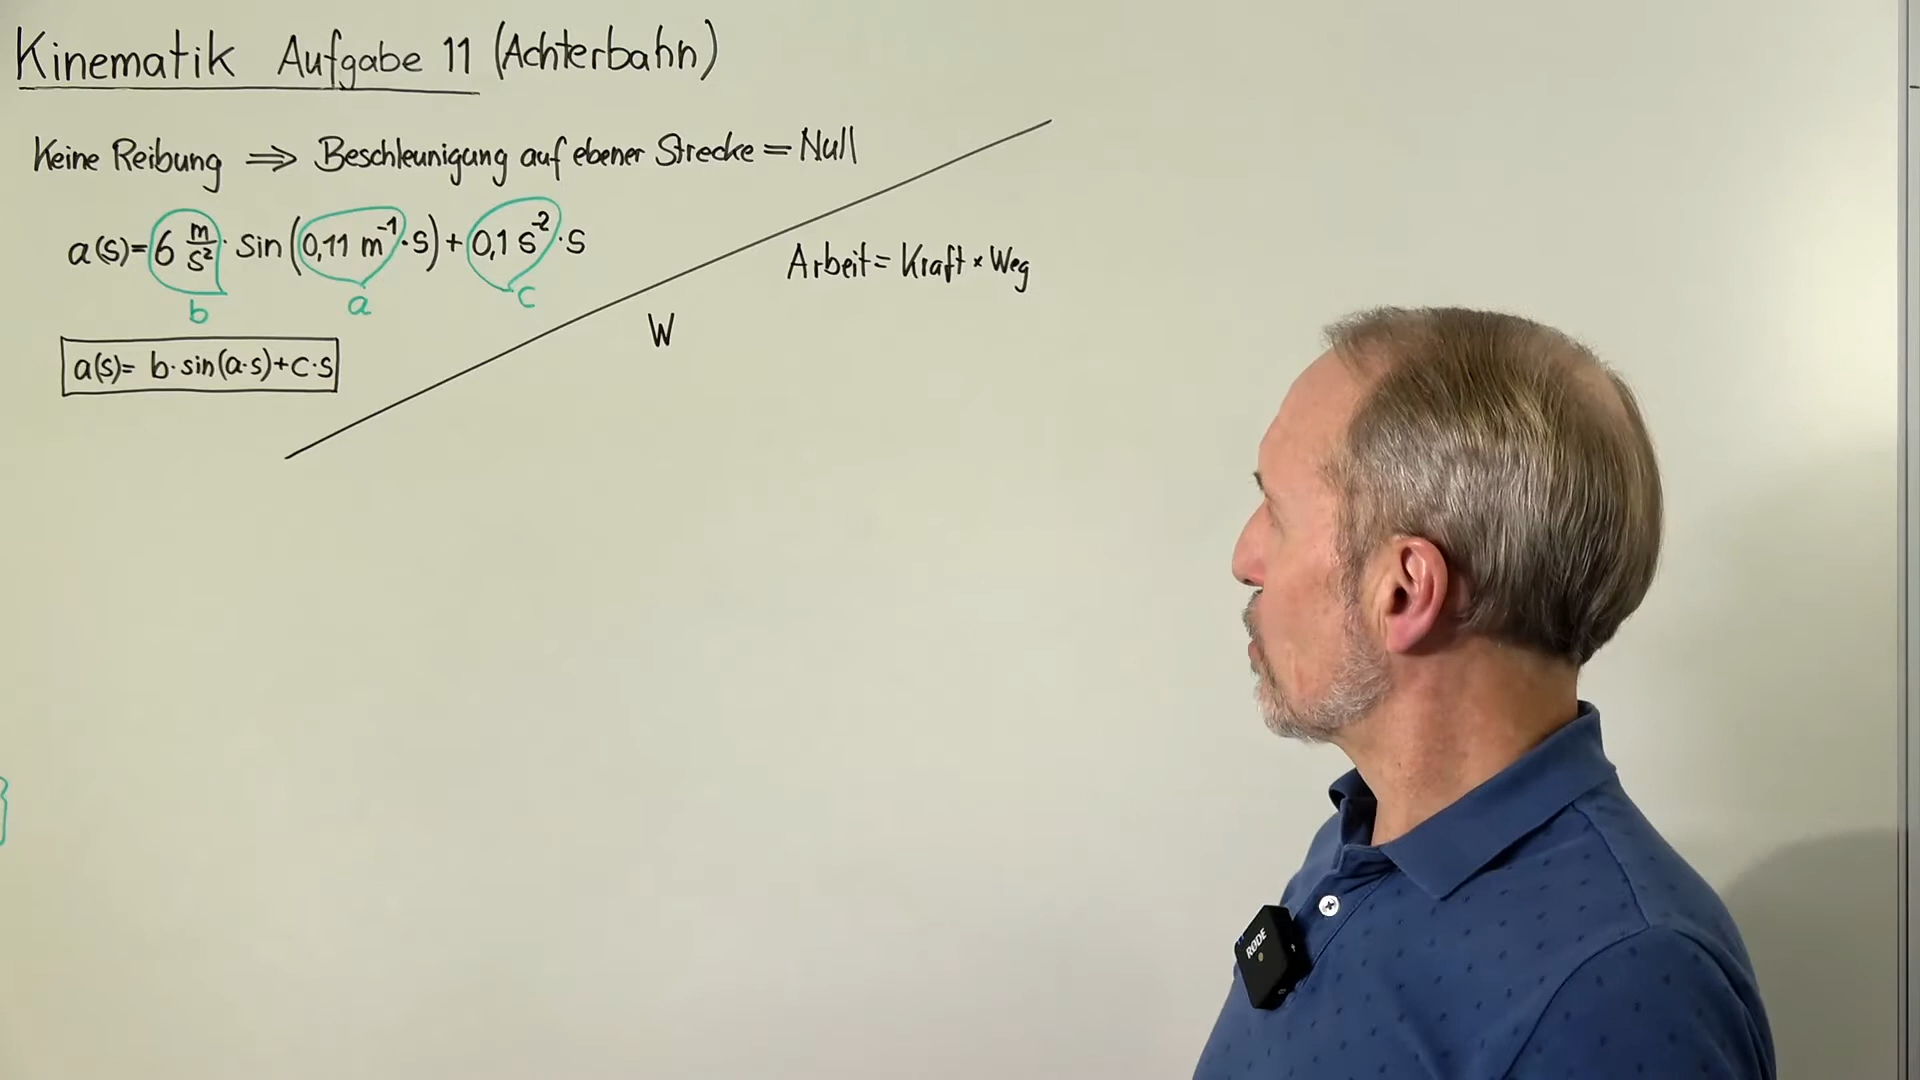 Kinematik Aufgabe 11 (Achterbahn)
Keine Reibung ⟹ Beschleunigung auf ebener Strecke = Null
a(s)= 6 m/s² · sin(0,11 m⁻¹·s) + 0,1 s⁻²·s
b a c
Arbeit = Kraft × Weg
W
a(s)= b·sin(a·s)+c·s
RØDE